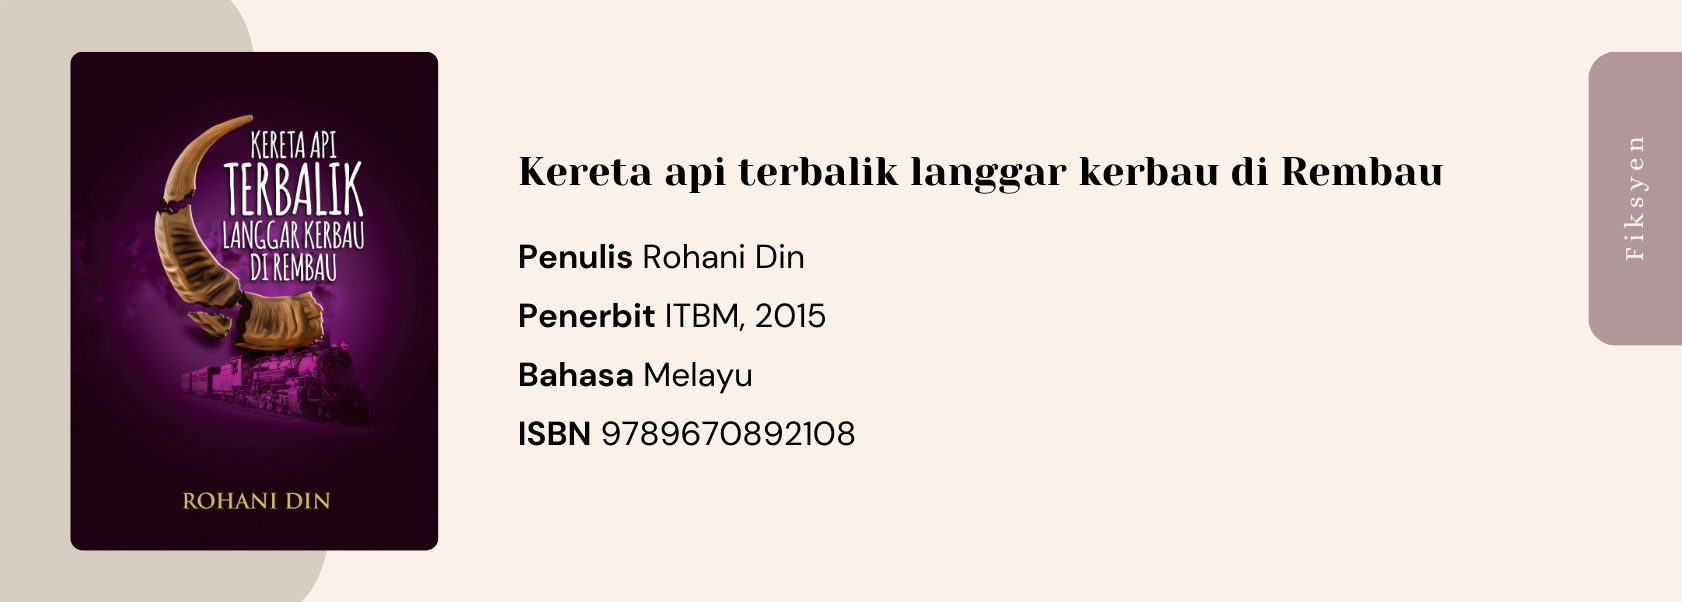 KERETA API
TERBALIK
LANGGAR KERBAU
DI REMBAU
ROHANI DIN
Kereta api terbalik langgar kerbau di Rembau
Penulis Rohani Din
Penerbit ITBM, 2015
Bahasa Melayu
ISBN 9789670892108
Fiksyen